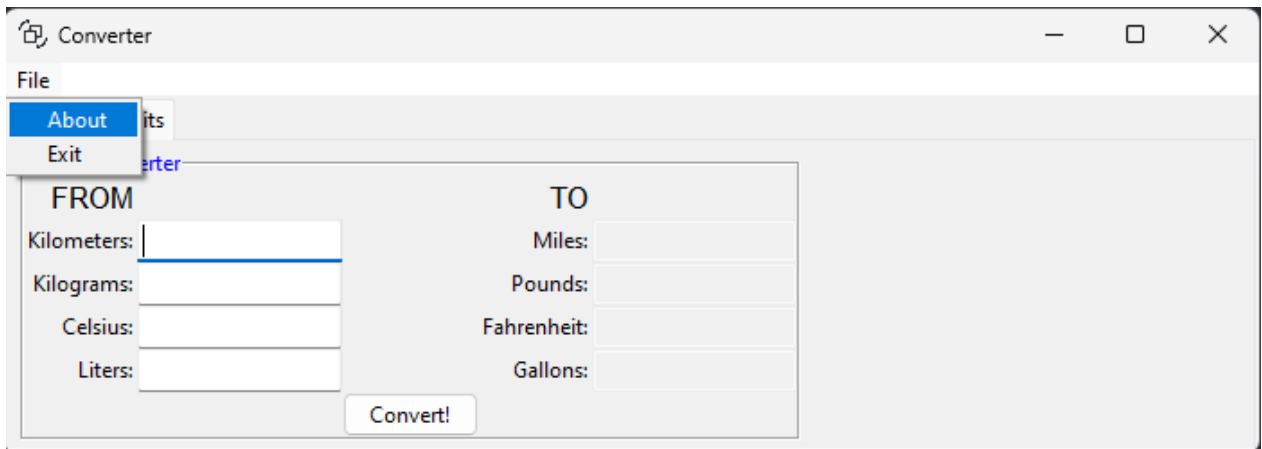 Converter
File
About its
Exit erter
FROM TO
Kilometers: Miles:
Kilograms: Pounds:
Celsius: Fahrenheit:
Liters: Gallons:
Convert!